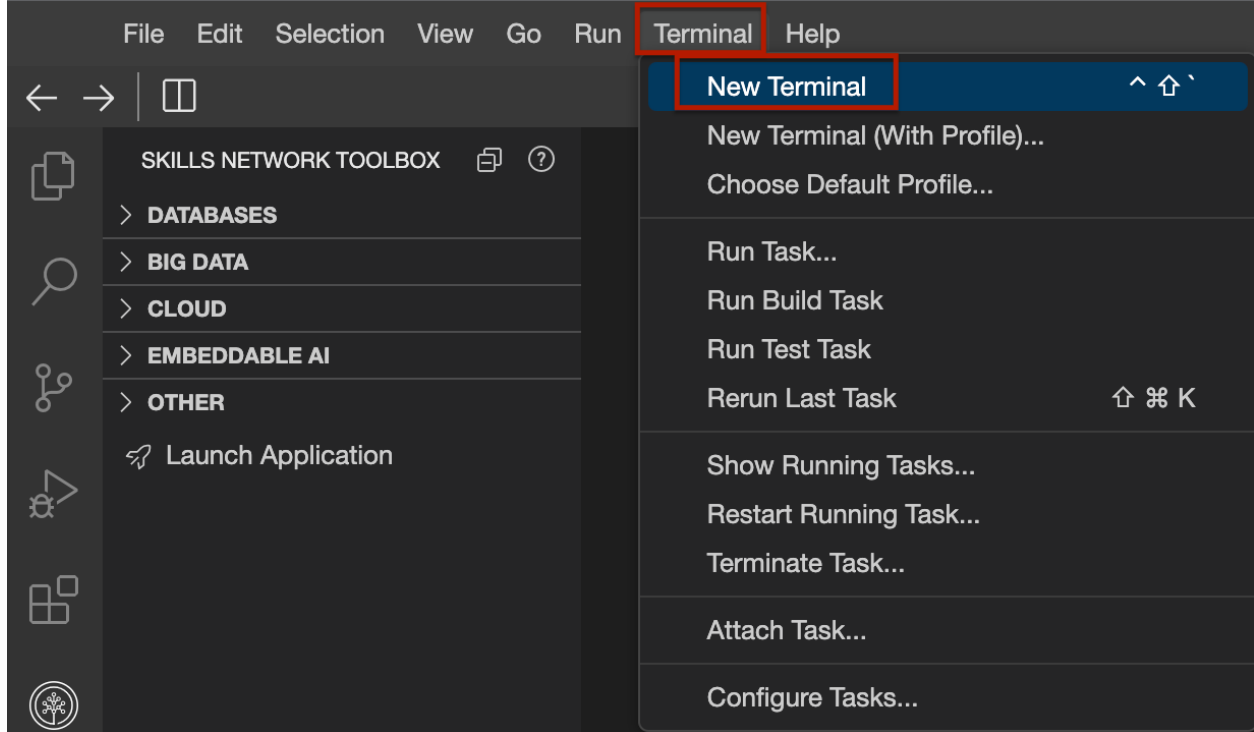 File Edit Selection View Go Run Terminal Help
New Terminal ^ ⇧ `
New Terminal (With Profile)...
Choose Default Profile...
Run Task...
Run Build Task
Run Test Task
Rerun Last Task ⇧ ⌘ K
Show Running Tasks...
Restart Running Task...
Terminate Task...
Attach Task...
Configure Tasks...
SKILLS NETWORK TOOLBOX
DATABASES
BIG DATA
CLOUD
EMBEDDABLE AI
OTHER
Launch Application